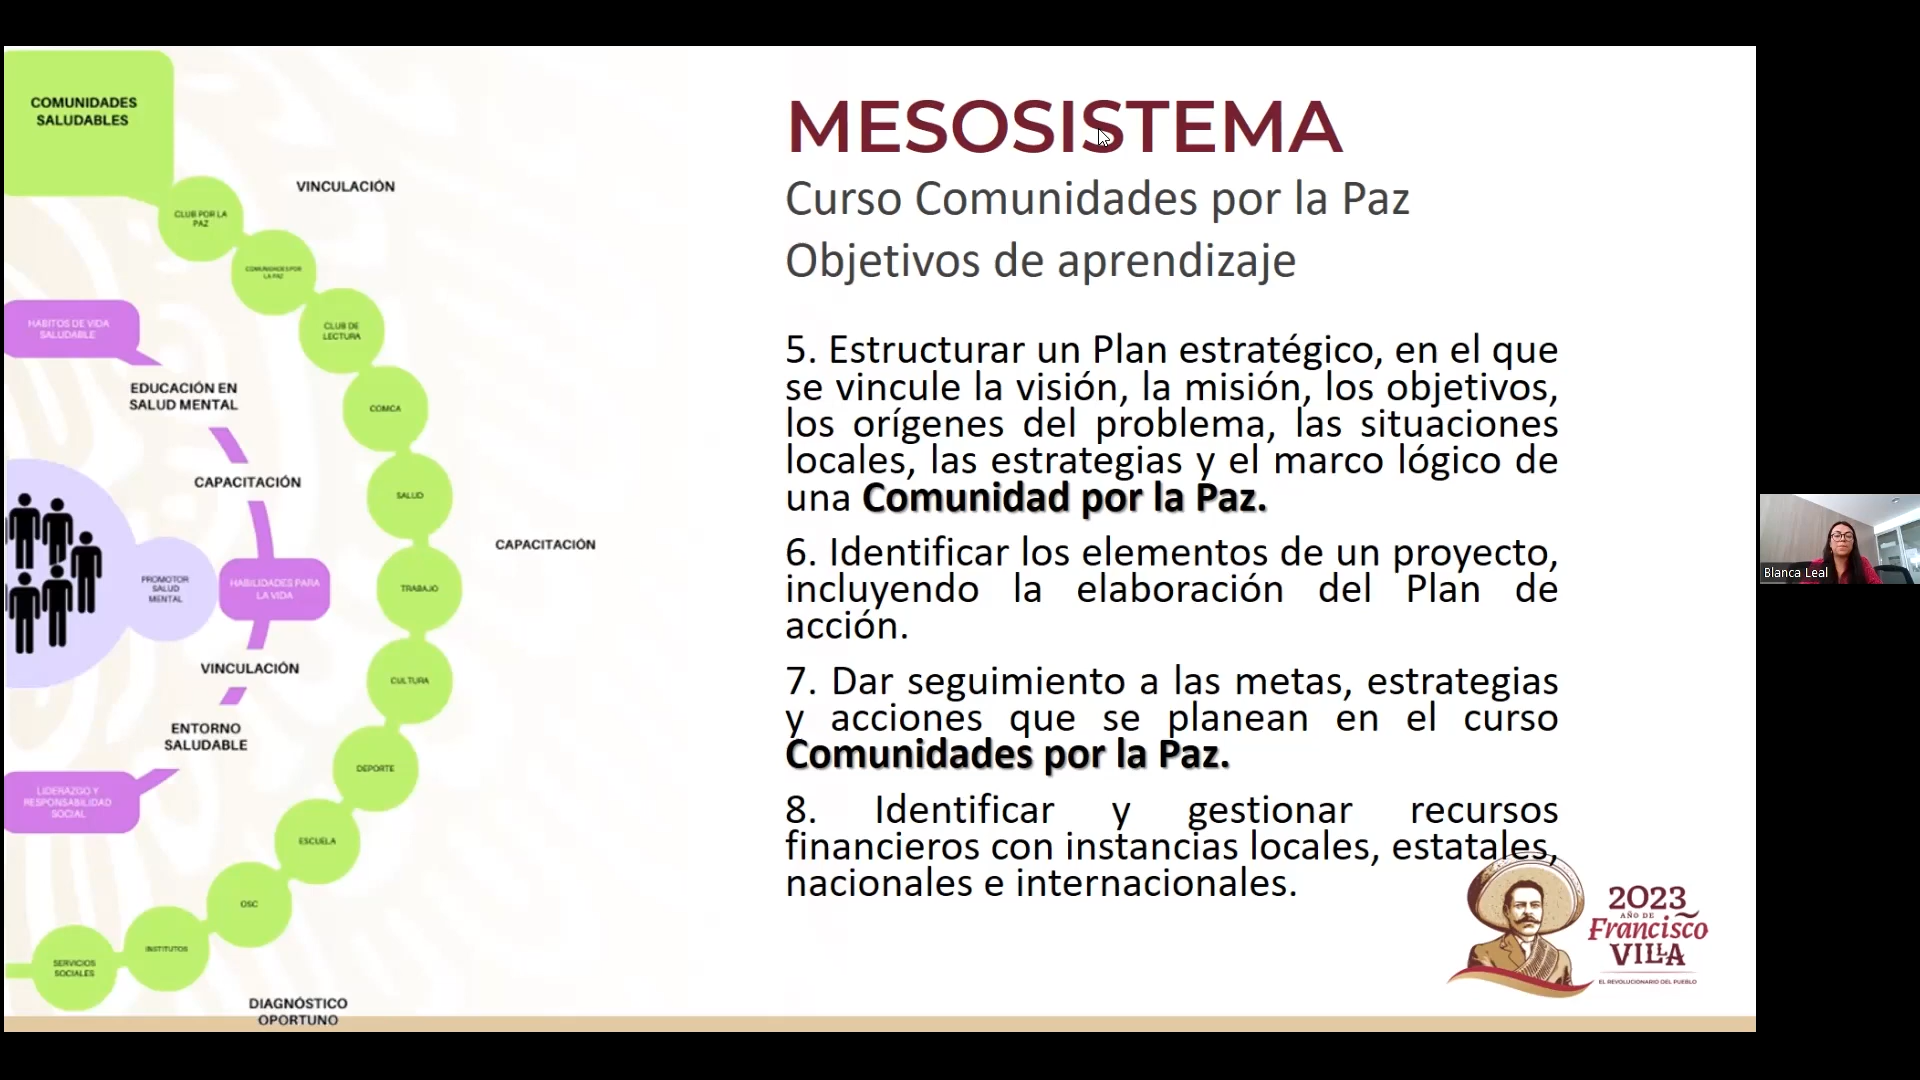 COMUNIDADES
SALUDABLES
VINCULACIÓN
CLUB POR LA
PAZ
COMUNIDADES POR
LA PAZ
CLUB DE
LECTURA
HABITOS DE VIDA
SALUDABLE
EDUCACIÓN EN
SALUD MENTAL
COMCA
CAPACITACIÓN
SALUD
CAPACITACIÓN
PROMOTOR
SALUD
MENTAL
HABILIDADES PARA
LA VIDA
TRABAJO
VINCULACIÓN
CULTURA
ENTORNO
SALUDABLE
DEPORTE
LIDERAZGO Y
RESPONSABILIDAD
SOCIAL
ESCUELA
OSC
INSTITUTOS
SERVICIOS
SOCIALES
DIAGNÓSTICO
OPORTUNO
MESOSISTEMA
Curso Comunidades por la Paz
Objetivos de aprendizaje
5. Estructurar un Plan estratégico, en el que
se vincule la visión, la misión, los objetivos,
los orígenes del problema, las situaciones
locales, las estrategias y el marco lógico de
una Comunidad por la Paz.
6. Identificar los elementos de un proyecto,
incluyendo la elaboración del Plan de
acción.
7. Dar seguimiento a las metas, estrategias
y acciones que se planean en el curso
Comunidades por la Paz.
8. Identificar y gestionar recursos
financieros con instancias locales, estatales,
nacionales e internacionales.
2023
AÑO DE
Francisco
VILLA
EL REVOLUCIONARIO DEL PUEBLO
Blanca Leal